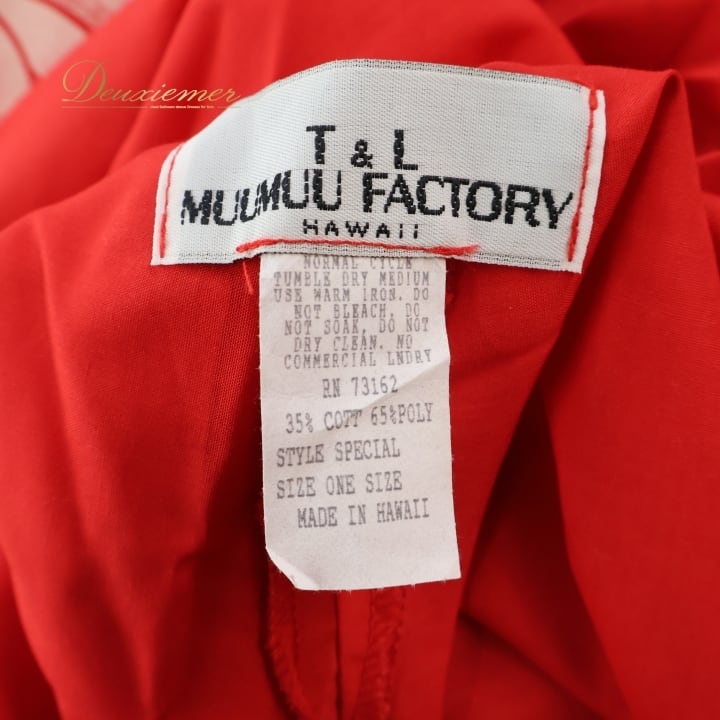 Deuxiemer
T & L
MUUMUU FACTORY
HAWAII
NORMAL CYCLE
TUMBLE DRY MEDIUM
USE WARM IRON. DO
NOT BLEACH. DO
NOT SOAK, DO NOT
DRY CLEAN. NO
COMMERCIAL LNDRY
RN 73162
35% COTT 65%POLY
STYLE SPECIAL
SIZE ONE SIZE
MADE IN HAWAII